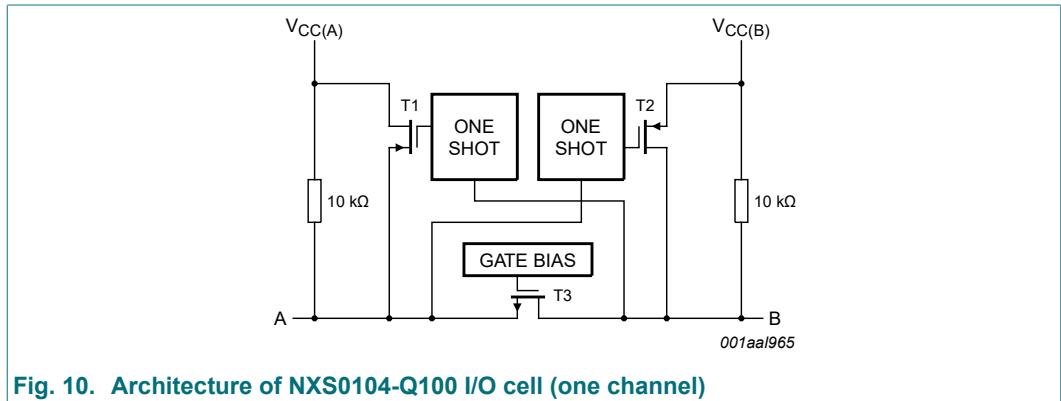 VCC(A)
VCC(B)
T1
ONE
SHOT
ONE
SHOT
T2
10 kΩ
10 kΩ
GATE BIAS
T3
A
B
001aal965
Fig. 10. Architecture of NXS0104-Q100 I/O cell (one channel)